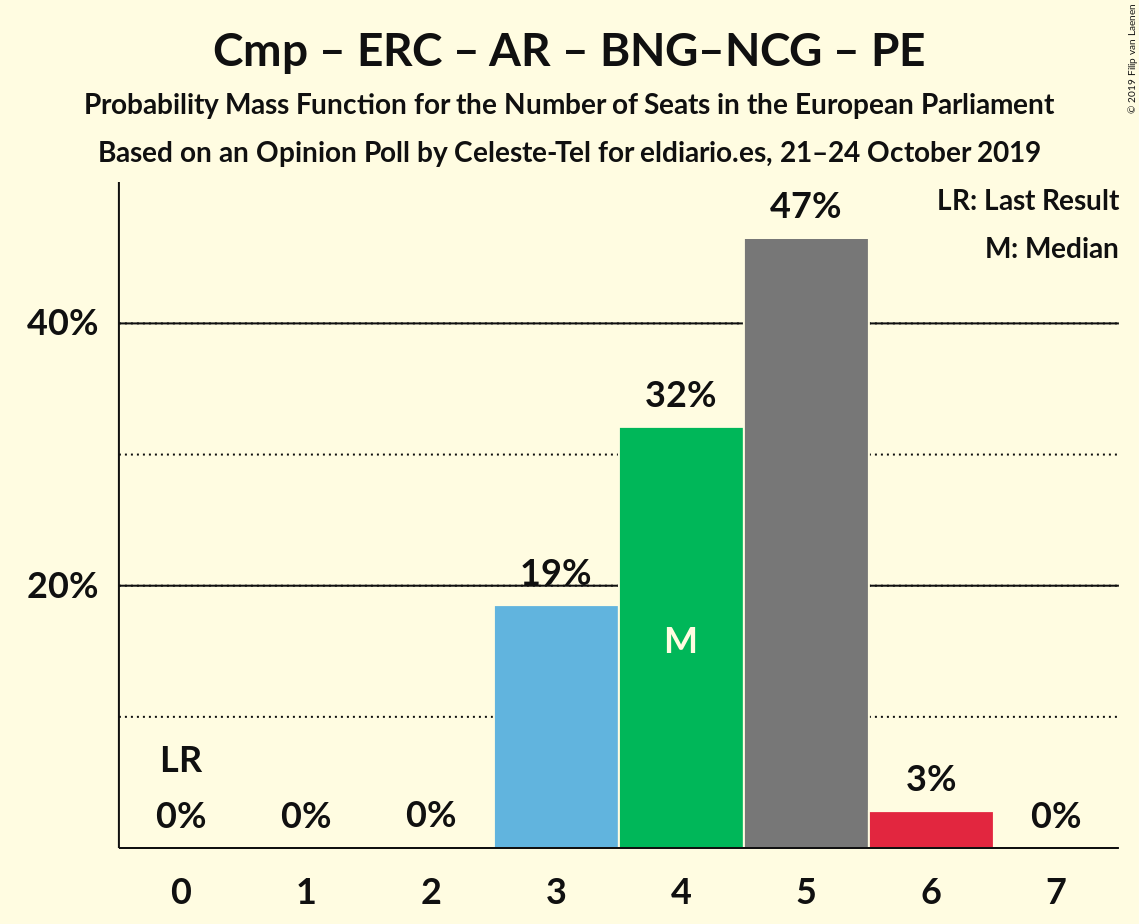 Cmp – ERC – AR – BNG–NCG – PE
Probability Mass Function for the Number of Seats in the European Parliament
Based on an Opinion Poll by Celeste-Tel for eldiario.es, 21–24 October 2019
© 2019 Filip van Laenen
LR: Last Result
M: Median
47%
40%
32%
20%
19%
M
LR
0% 0% 0% 3% 0%
0 1 2 3 4 5 6 7